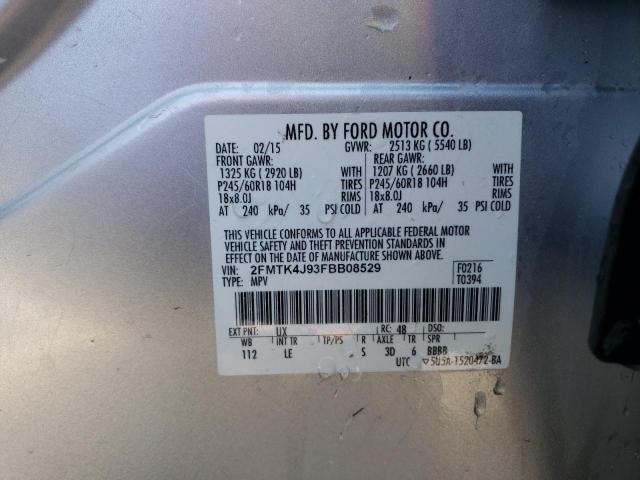 MFD. BY FORD MOTOR CO.
DATE: 02/15 GVWR: 2513 KG ( 5540 LB)
FRONT GAWR: REAR GAWR:
1325 KG ( 2920 LB) WITH 1207 KG ( 2660 LB) WITH
P245/60R18 104H TIRES P245/60R18 104H TIRES
18x8.0J RIMS 18x8.0J RIMS
AT 240 kPa/ 35 PSI COLD AT 240 kPa/ 35 PSI COLD
THIS VEHICLE CONFORMS TO ALL APPLICABLE FEDERAL MOTOR
VEHICLE SAFETY AND THEFT PREVENTION STANDARDS IN
EFFECT ON THE DATE OF MANUFACTURE SHOWN ABOVE.
VIN: 2FMTK4J93FBB08529 F0216
TYPE: MPV T0394
EXT PNT: UX RC: 48 DSO:
WB INT TR TP/PS R AXLE TR SPR
112 LE S 3D 6 BBBB
UTC ▽5U5A-1520472-BA